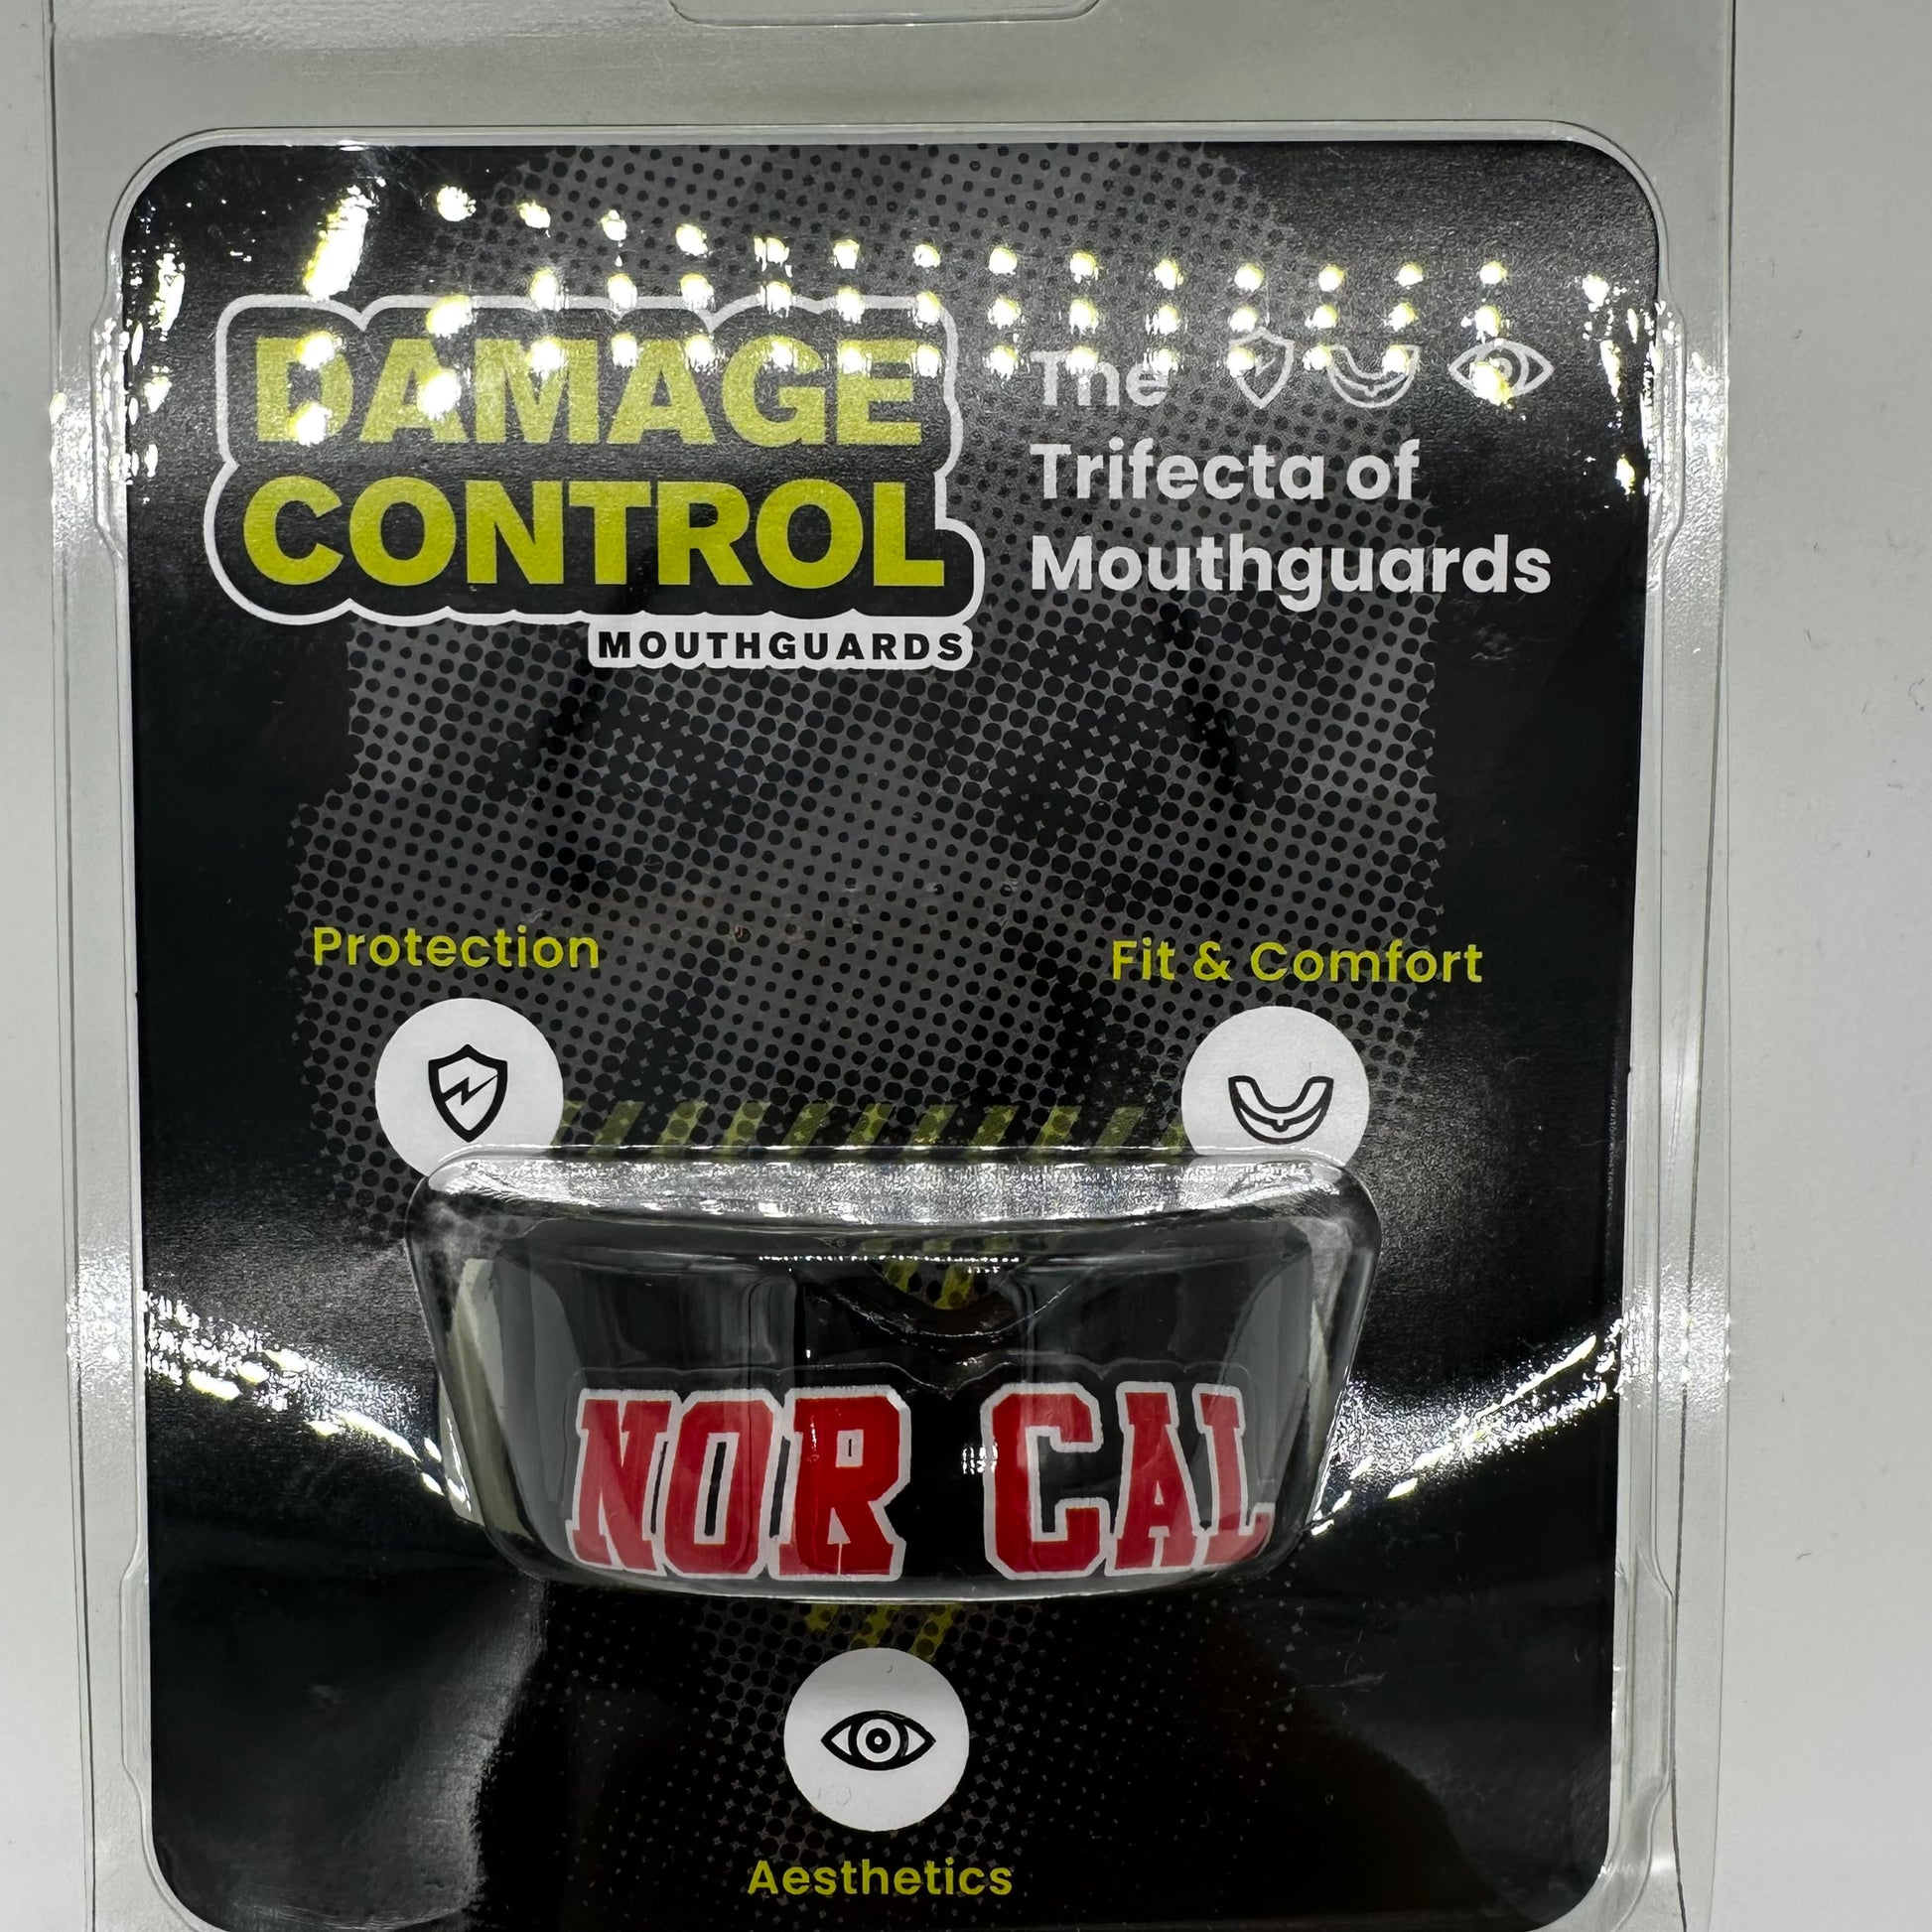 DAMAGE
CONTROL
MOUTHGUARDS
The
Trifecta of
Mouthguards
Protection
Fit & Comfort
NOR CAL
Aesthetics